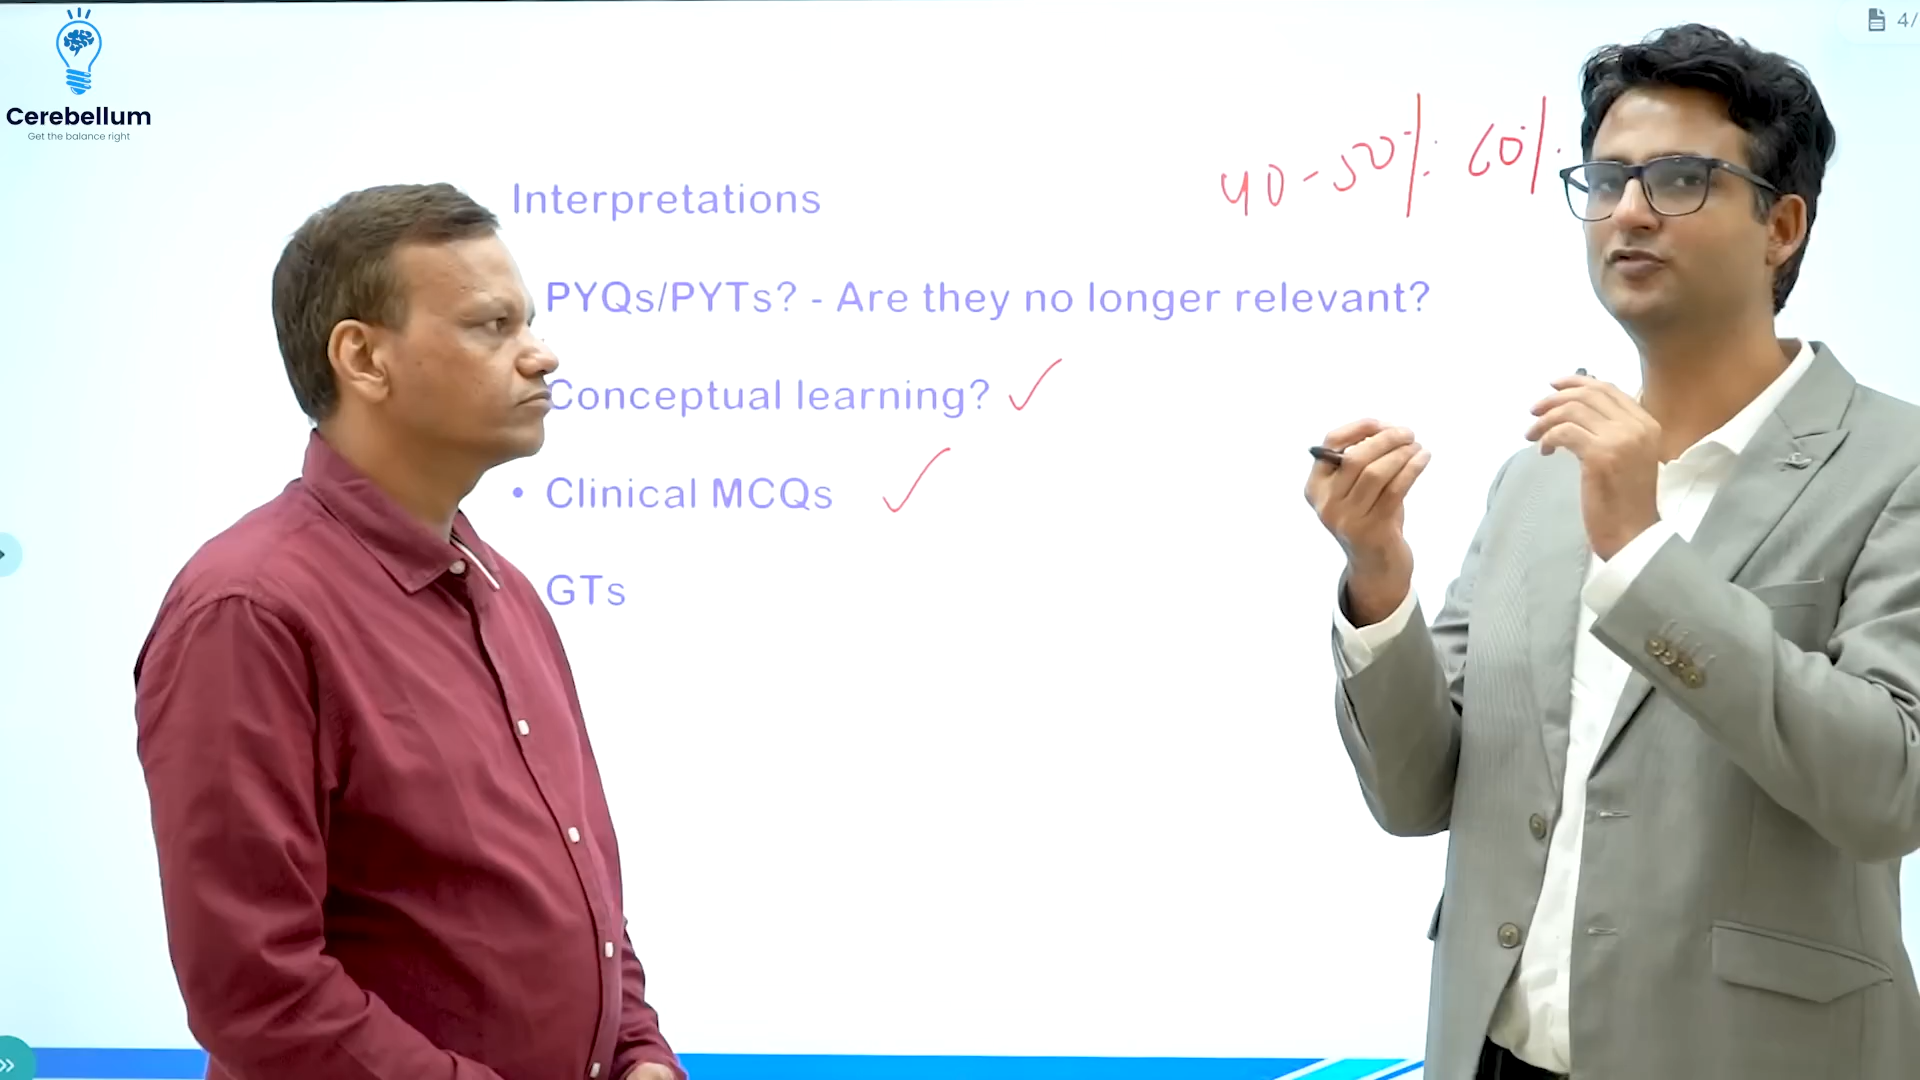 Cerebellum
Get the balance right
4/
40-50%. 60%.
Interpretations
PYQs/PYTs? - Are they no longer relevant?
Conceptual learning?
• Clinical MCQs
GTs